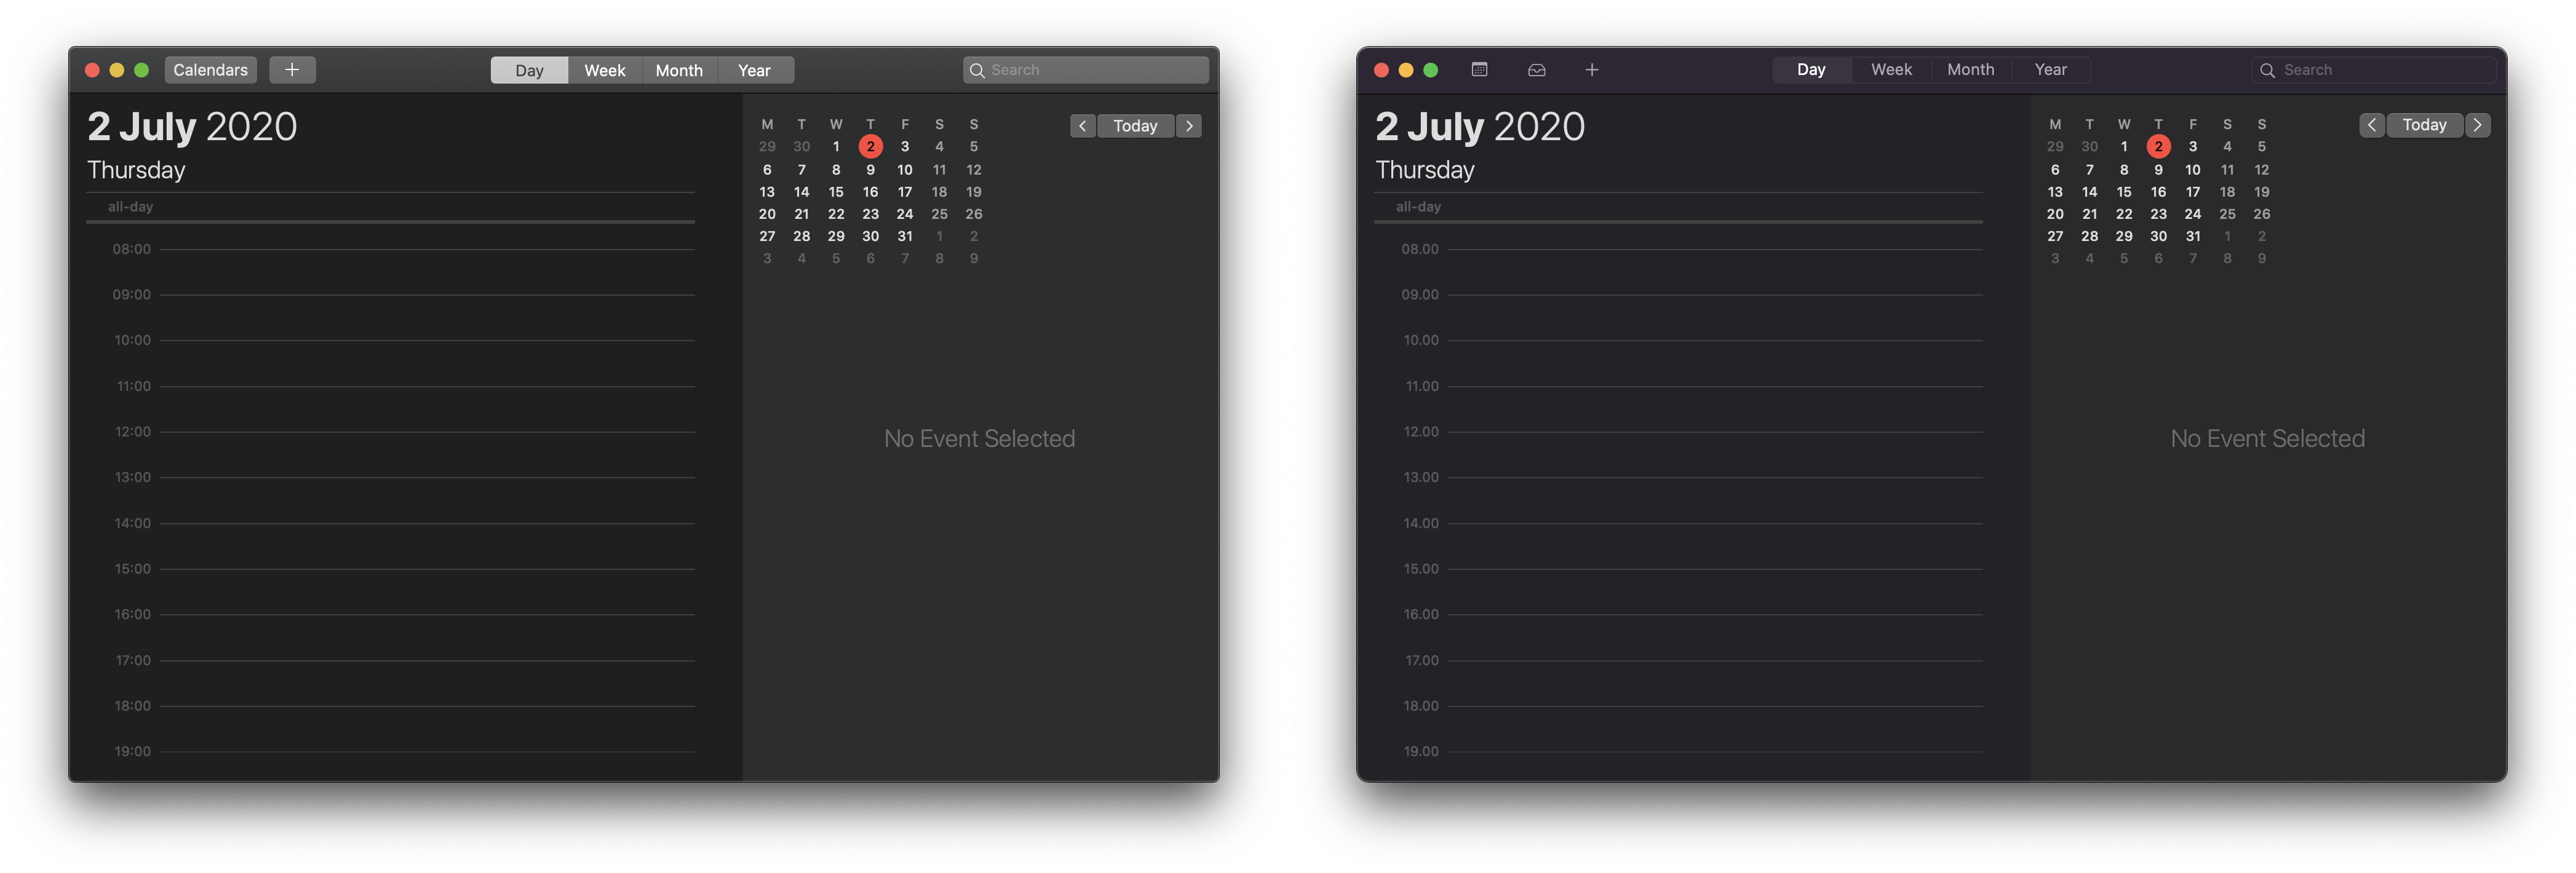 Calendars + Day Week Month Year Search
2 July 2020
Thursday
all-day
08:00
09:00
10:00
11:00
12:00
13:00
14:00
15:00
16:00
17:00
18:00
19:00
M T W T F S S
29 30 1 2 3 4 5
6 7 8 9 10 11 12
13 14 15 16 17 18 19
20 21 22 23 24 25 26
27 28 29 30 31 1 2
3 4 5 6 7 8 9
< Today >
No Event Selected
+ Day Week Month Year Search
2 July 2020
Thursday
all-day
08.00
09.00
10.00
11.00
12.00
13.00
14.00
15.00
16.00
17.00
18.00
19.00
M T W T F S S
29 30 1 2 3 4 5
6 7 8 9 10 11 12
13 14 15 16 17 18 19
20 21 22 23 24 25 26
27 28 29 30 31 1 2
3 4 5 6 7 8 9
< Today >
No Event Selected